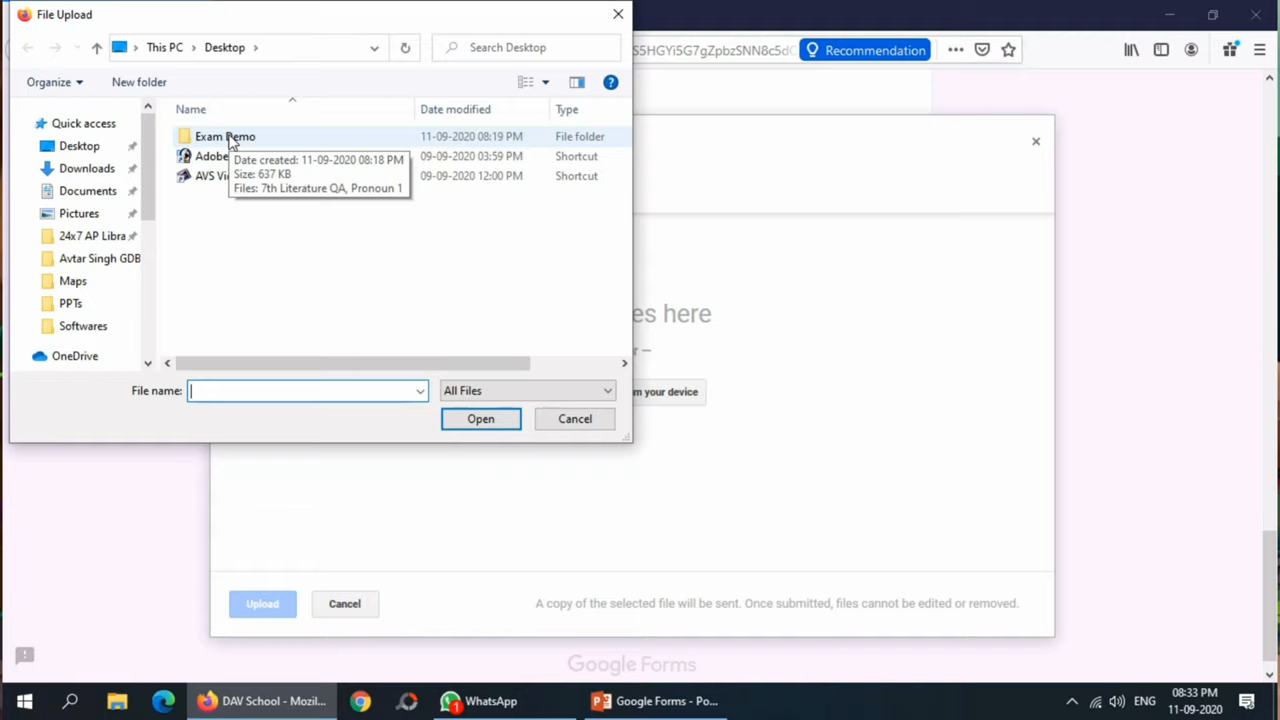 File Upload
This PC
Desktop
Search Desktop
S5HGYi5G7gZpbzSNN8c5d
Recommendation
Organize
New folder
Name
Date modified
Type
Quick access
Desktop
Downloads
Documents
Pictures
24x7 AP Libra
Avtar Singh GDB
Maps
PPTs
Softwares
OneDrive
Exam Demo
11-09-2020 08:19 PM
File folder
Adobe
09-09-2020 03:59 PM
Shortcut
AVS Vi
09-09-2020 12:00 PM
Shortcut
Date created: 11-09-2020 08:18 PM
Size: 637 KB
Files: 7th Literature QA, Pronoun 1
es here
r —
m your device
File name:
All Files
Open
Cancel
Upload
Cancel
A copy of the selected file will be sent. Once submitted, files cannot be edited or removed.
Google Forms
DAV School - Mozil...
1
WhatsApp
Google Forms - Po...
ENG
08:33 PM
11-09-2020